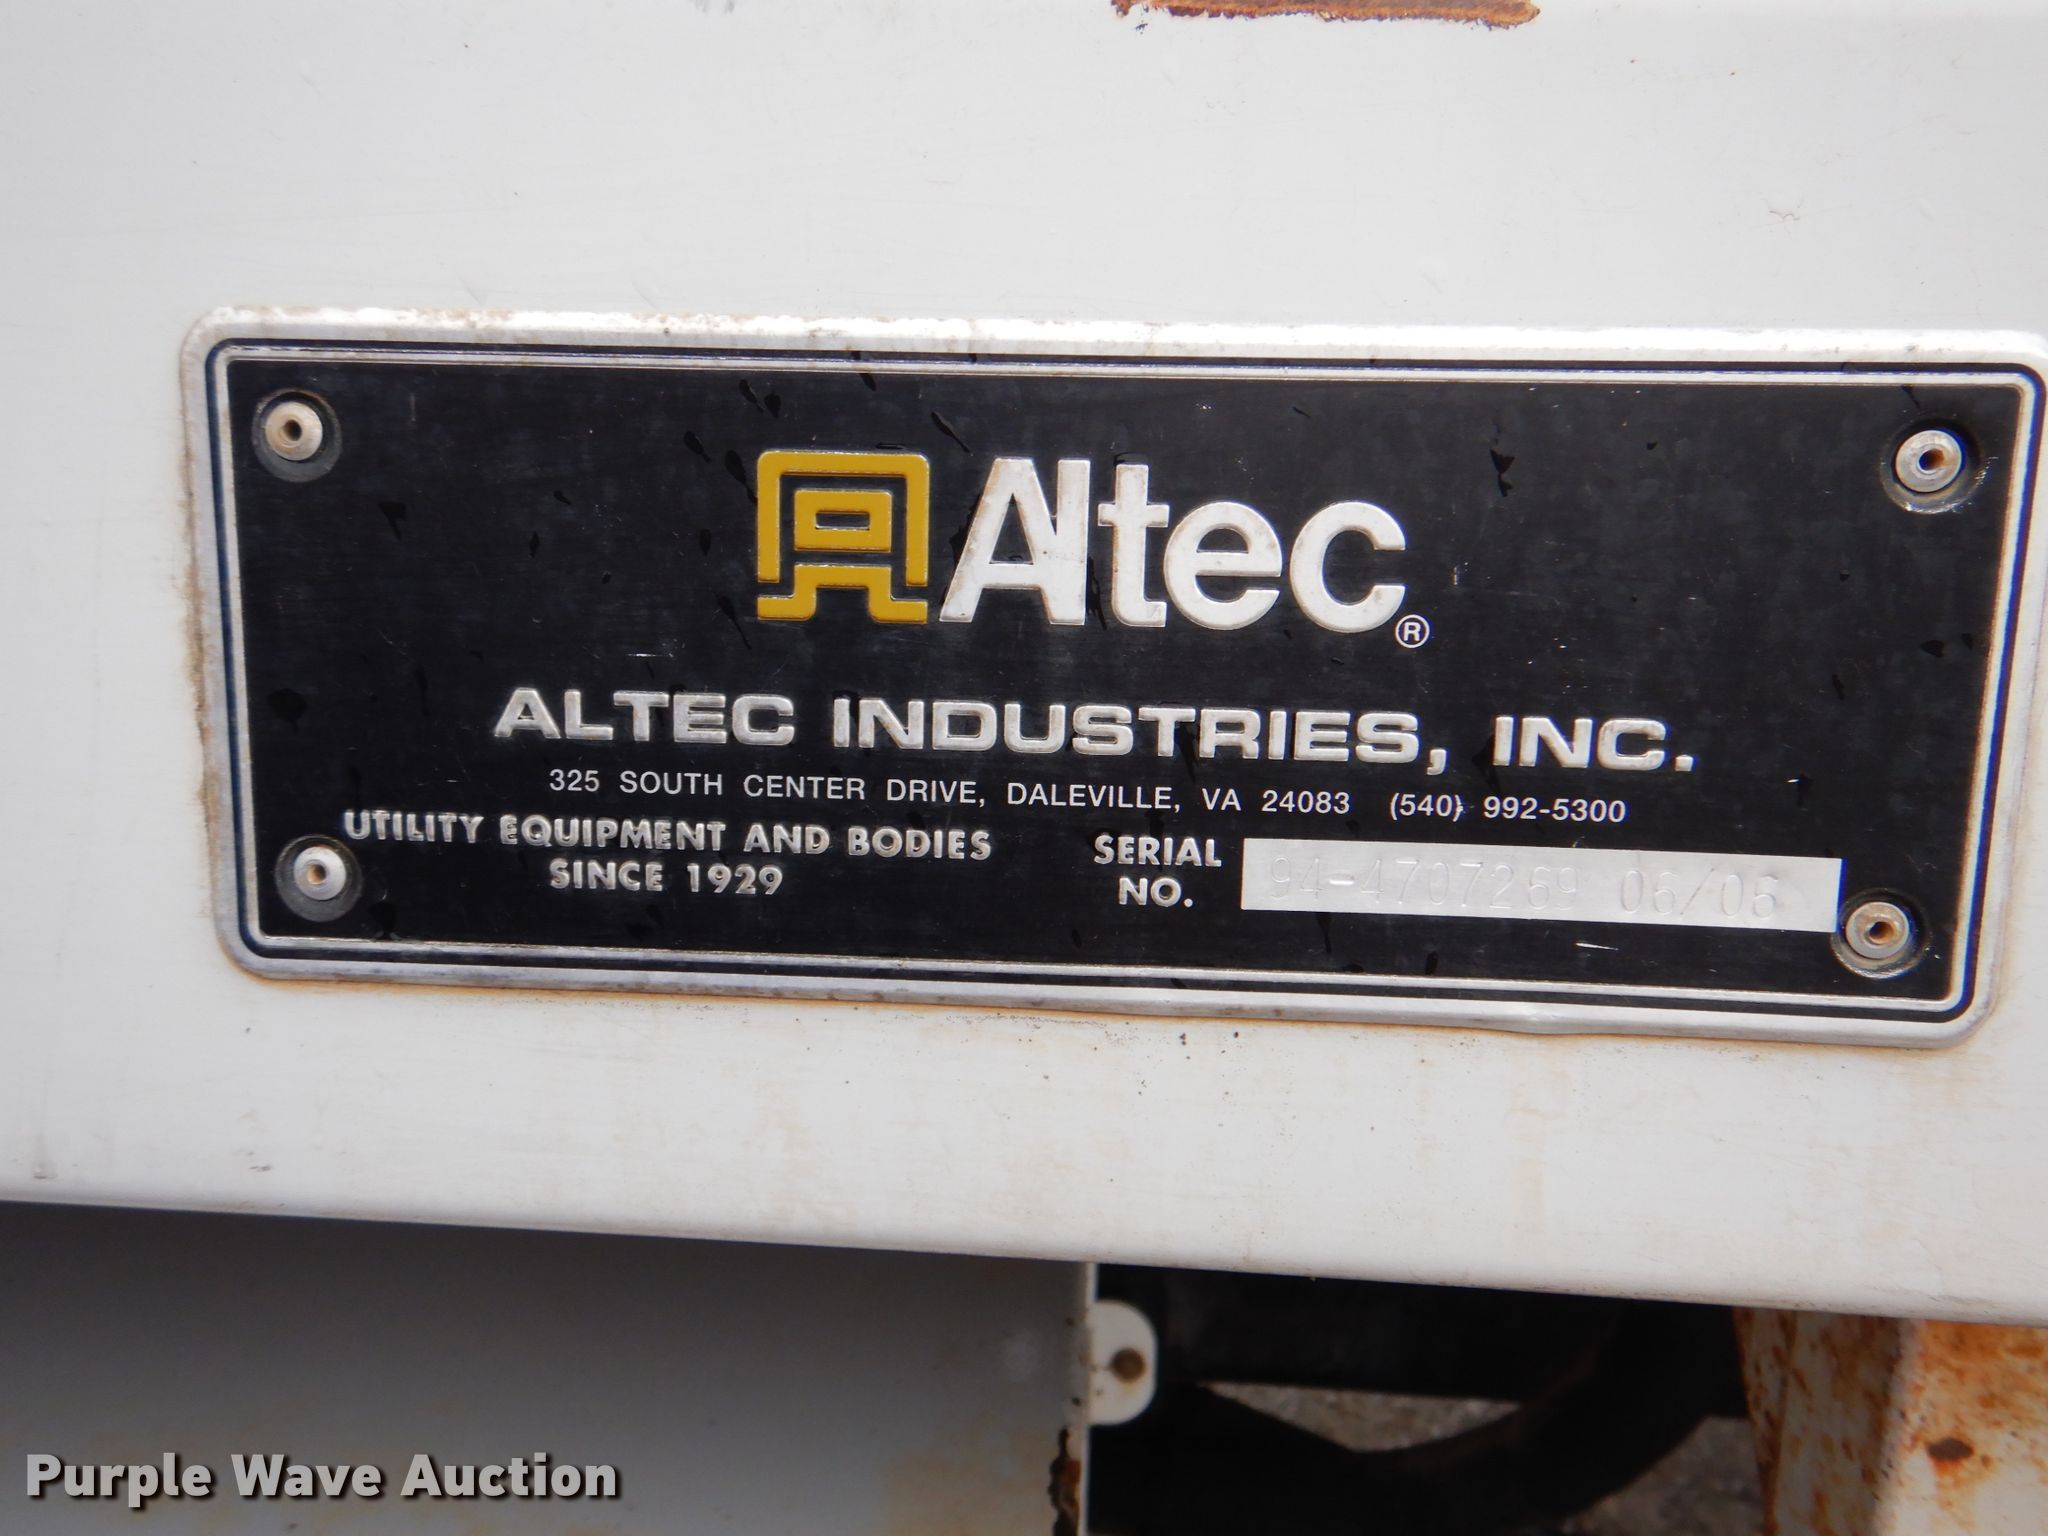 Altec®
ALTEC INDUSTRIES, INC.
325 SOUTH CENTER DRIVE, DALEVILLE, VA 24083 (540) 992-5300
UTILITY EQUIPMENT AND BODIES
SINCE 1929
SERIAL
NO.
94-4707269 06/06
Purple Wave Auction